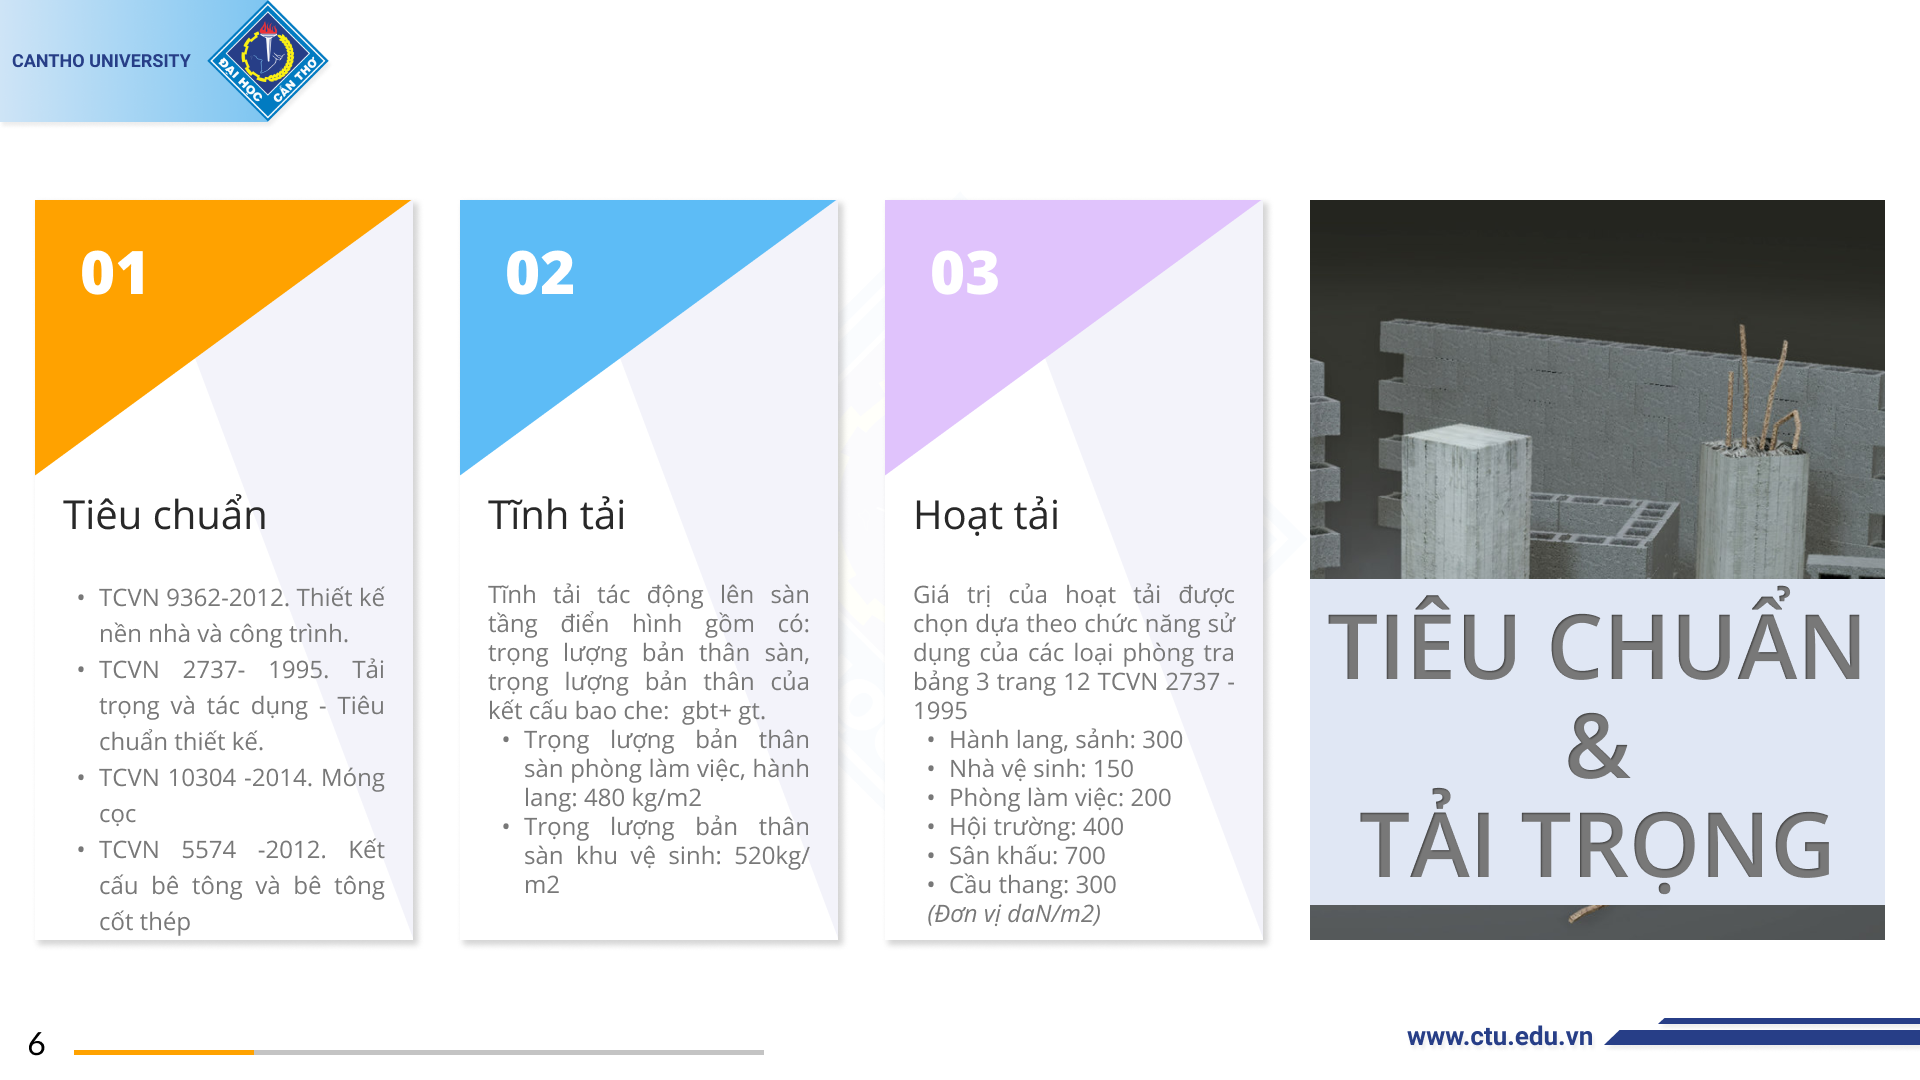 CANTHO UNIVERSITY
ĐẠI HỌC CẦN THƠ
01
Tiêu chuẩn
• TCVN 9362-2012. Thiết kế
nền nhà và công trình.
• TCVN 2737- 1995. Tải
trọng và tác dụng - Tiêu
chuẩn thiết kế.
• TCVN 10304 -2014. Móng
cọc
• TCVN 5574 -2012. Kết
cấu bê tông và bê tông
cốt thép
02
Tĩnh tải
Tĩnh tải tác động lên sàn
tầng điển hình gồm có:
trọng lượng bản thân sàn,
trọng lượng bản thân của
kết cấu bao che: gbt+ gt.
• Trọng lượng bản thân
sàn phòng làm việc, hành
lang: 480 kg/m2
• Trọng lượng bản thân
sàn khu vệ sinh: 520kg/
m2
03
Hoạt tải
Giá trị của hoạt tải được
chọn dựa theo chức năng sử
dụng của các loại phòng tra
bảng 3 trang 12 TCVN 2737 -
1995
• Hành lang, sảnh: 300
• Nhà vệ sinh: 150
• Phòng làm việc: 200
• Hội trường: 400
• Sân khấu: 700
• Cầu thang: 300
(Đơn vị daN/m2)
TIÊU CHUẨN
&
TẢI TRỌNG
6
www.ctu.edu.vn